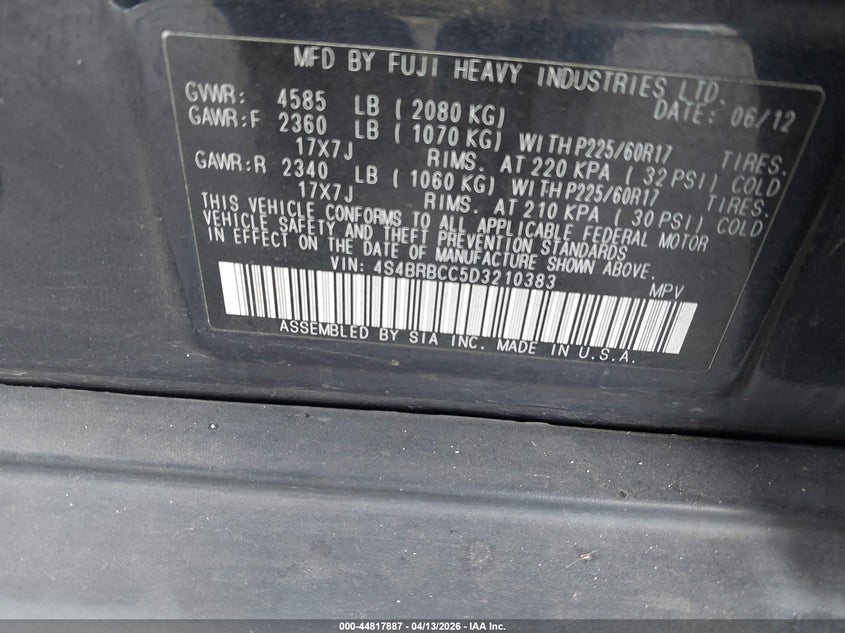 MFD BY FUJI HEAVY INDUSTRIES LTD.
GVWR: 4585 LB ( 2080 KG) DATE: 06/12
GAWR:F 2360 LB ( 1070 KG) WITH P225/60R17 TIRES.
17X7J RIMS. AT 220 KPA ( 32 PSI) COLD
GAWR:R 2340 LB ( 1060 KG) WITH P225/60R17 TIRES.
17X7J RIMS. AT 210 KPA ( 30 PSI) COLD
THIS VEHICLE CONFORMS TO ALL APPLICABLE FEDERAL MOTOR
VEHICLE SAFETY AND THEFT PREVENTION STANDARDS
IN EFFECT ON THE DATE OF MANUFACTURE SHOWN ABOVE.
VIN: 4S4BRBCC5D3210383 MPV
ASSEMBLED BY SIA INC. MADE IN U.S.A.
000-44817887 - 04/13/2026 - IAA Inc.